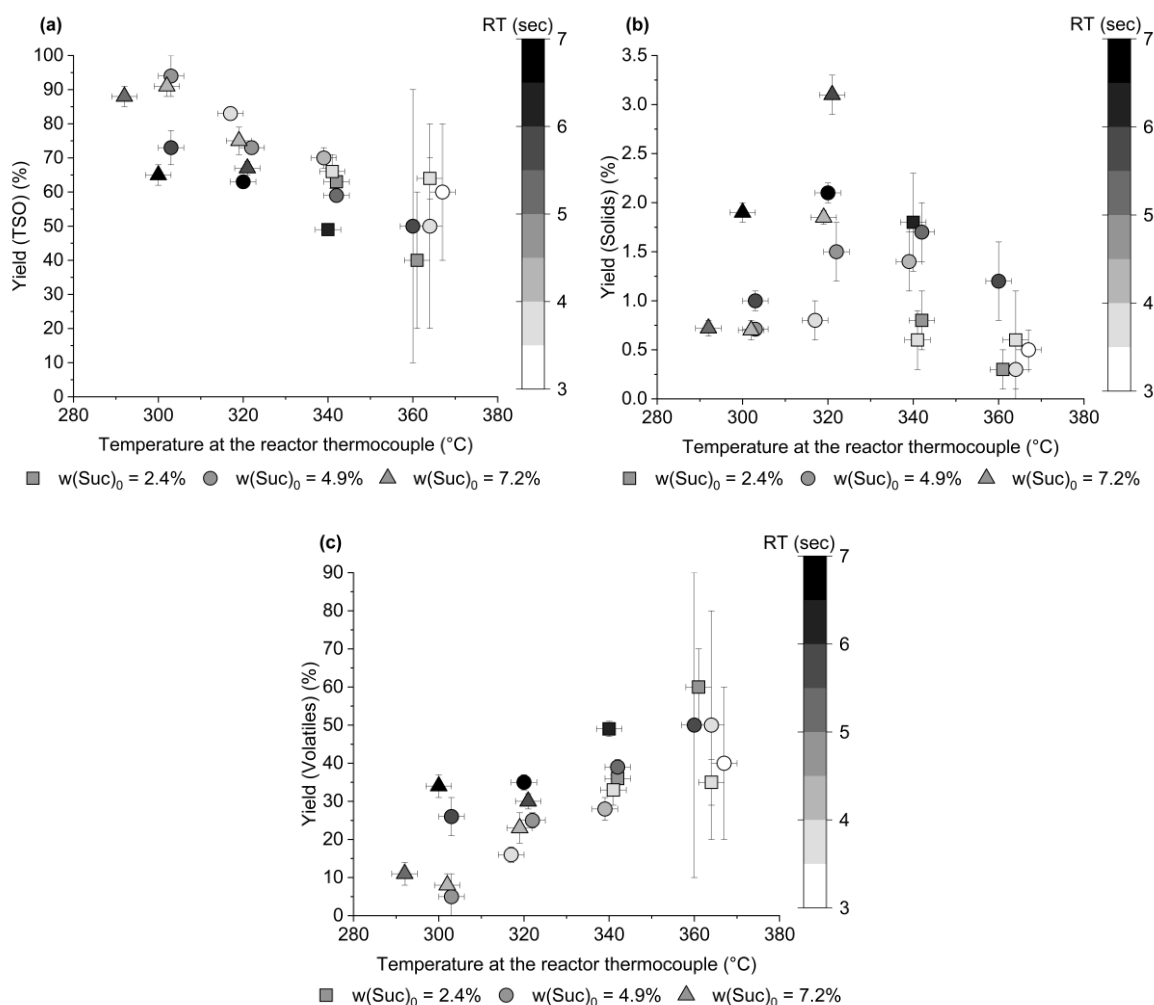 (a)
RT (sec)
Yield (TSO) (%)
100
90
80
70
60
50
40
30
20
10
0
280 300 320 340 360 380
Temperature at the reactor thermocouple (°C)
7
6
5
4
3
w(Suc)₀ = 2.4% w(Suc)₀ = 4.9% w(Suc)₀ = 7.2%
(b)
RT (sec)
Yield (Solids) (%)
3.5
3.0
2.5
2.0
1.5
1.0
0.5
0.0
280 300 320 340 360 380
Temperature at the reactor thermocouple (°C)
7
6
5
4
3
w(Suc)₀ = 2.4% w(Suc)₀ = 4.9% w(Suc)₀ = 7.2%
(c)
RT (sec)
Yield (Volatiles) (%)
90
80
70
60
50
40
30
20
10
0
280 300 320 340 360 380
Temperature at the reactor thermocouple (°C)
7
6
5
4
3
w(Suc)₀ = 2.4% w(Suc)₀ = 4.9% w(Suc)₀ = 7.2%